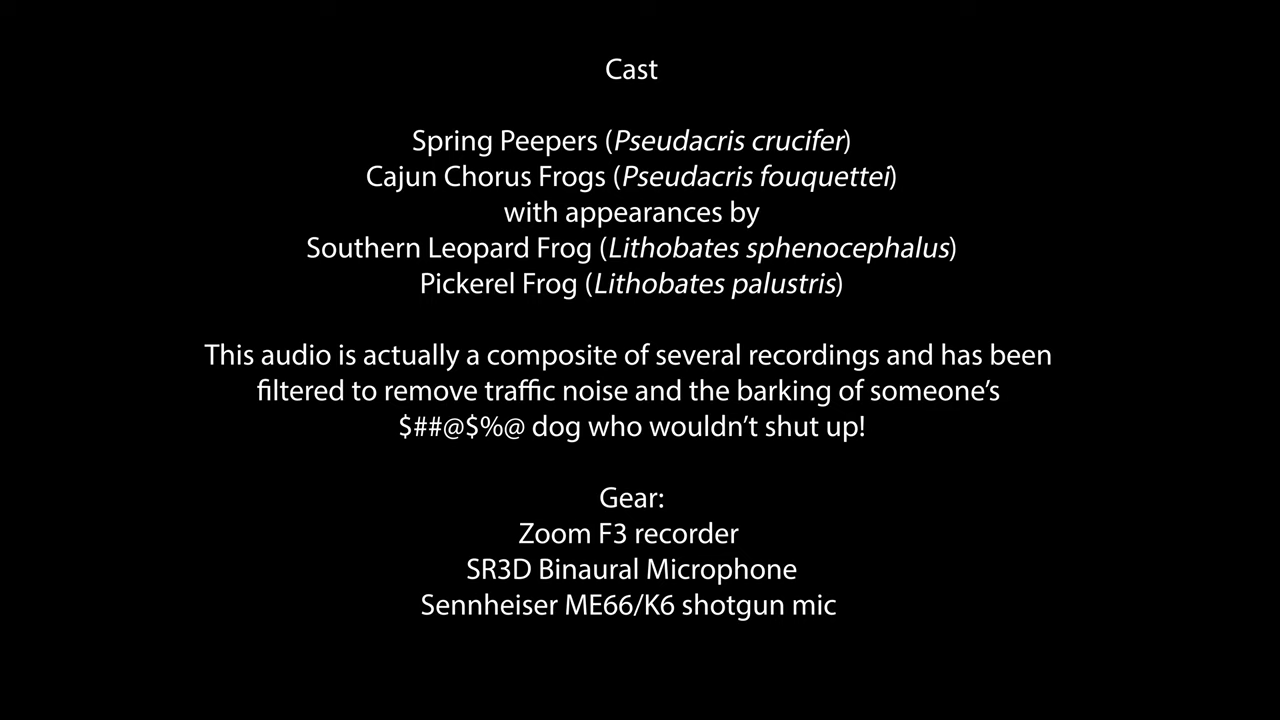 Cast
Spring Peepers (Pseudacris crucifer)
Cajun Chorus Frogs (Pseudacris fouquettei)
with appearances by
Southern Leopard Frog (Lithobates sphenocephalus)
Pickerel Frog (Lithobates palustris)
This audio is actually a composite of several recordings and has been
filtered to remove traffic noise and the barking of someone’s
$##@$%@ dog who wouldn’t shut up!
Gear:
Zoom F3 recorder
SR3D Binaural Microphone
Sennheiser ME66/K6 shotgun mic